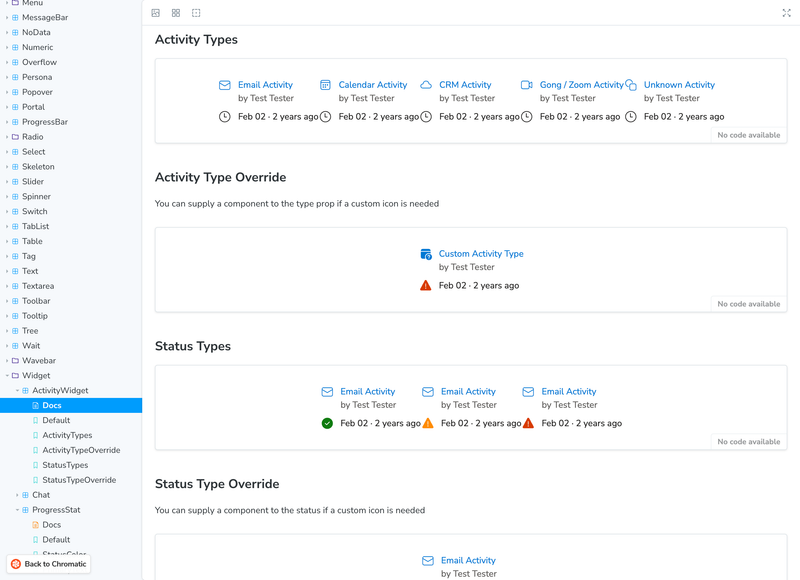 Menu
MessageBar
NoData
Numeric
Overflow
Persona
Popover
Portal
ProgressBar
Radio
Select
Skeleton
Slider
Spinner
Switch
TabList
Table
Tag
Text
Textarea
Toolbar
Tooltip
Tree
Wait
Wavebar
Widget
ActivityWidget
Docs
Default
ActivityTypes
ActivityTypeOverride
StatusTypes
StatusTypeOverride
Chat
ProgressStat
Docs
Default
StatusColor
Back to Chromatic
Activity Types
Email Activity Calendar Activity CRM Activity Gong / Zoom Activity Unknown Activity
by Test Tester by Test Tester by Test Tester by Test Tester by Test Tester
Feb 02 · 2 years ago Feb 02 · 2 years ago Feb 02 · 2 years ago Feb 02 · 2 years ago Feb 02 · 2 years ago
No code available
Activity Type Override
You can supply a component to the type prop if a custom icon is needed
Custom Activity Type
by Test Tester
Feb 02 · 2 years ago
No code available
Status Types
Email Activity Email Activity Email Activity
by Test Tester by Test Tester by Test Tester
Feb 02 · 2 years ago Feb 02 · 2 years ago Feb 02 · 2 years ago
No code available
Status Type Override
You can supply a component to the status if a custom icon is needed
Email Activity
by Test Tester